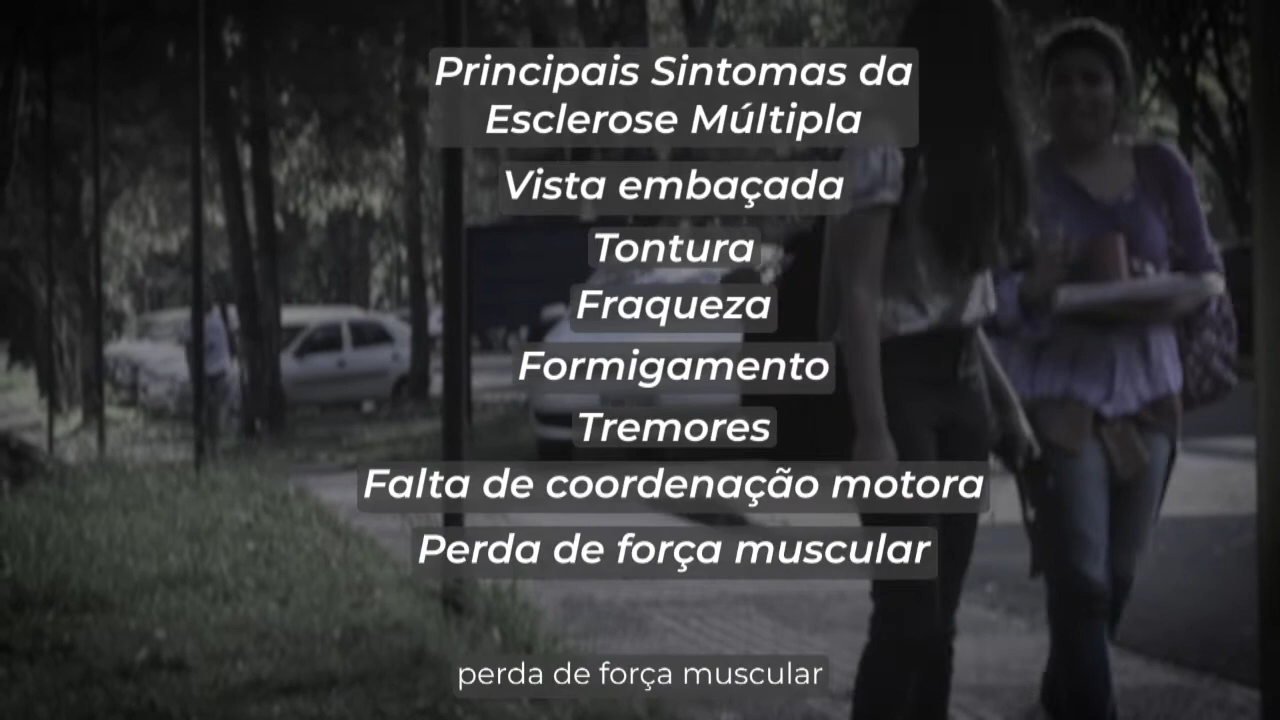 Principais Sintomas da
Esclerose Múltipla
Vista embaçada
Tontura
Fraqueza
Formigamento
Tremores
Falta de coordenação motora
Perda de força muscular
perda de força muscular